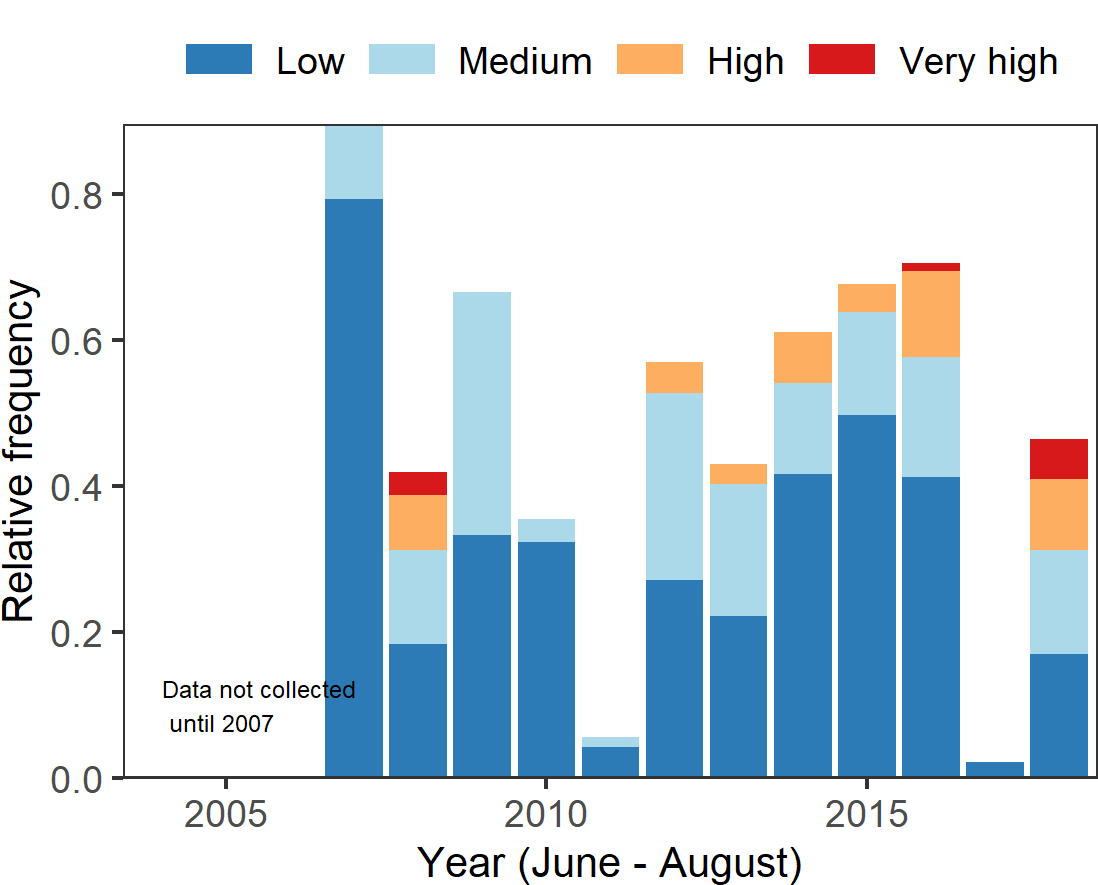 Low Medium High Very high
Relative frequency
0.8
0.6
0.4
0.2
0.0
Data not collected
until 2007
2005 2010 2015
Year (June - August)